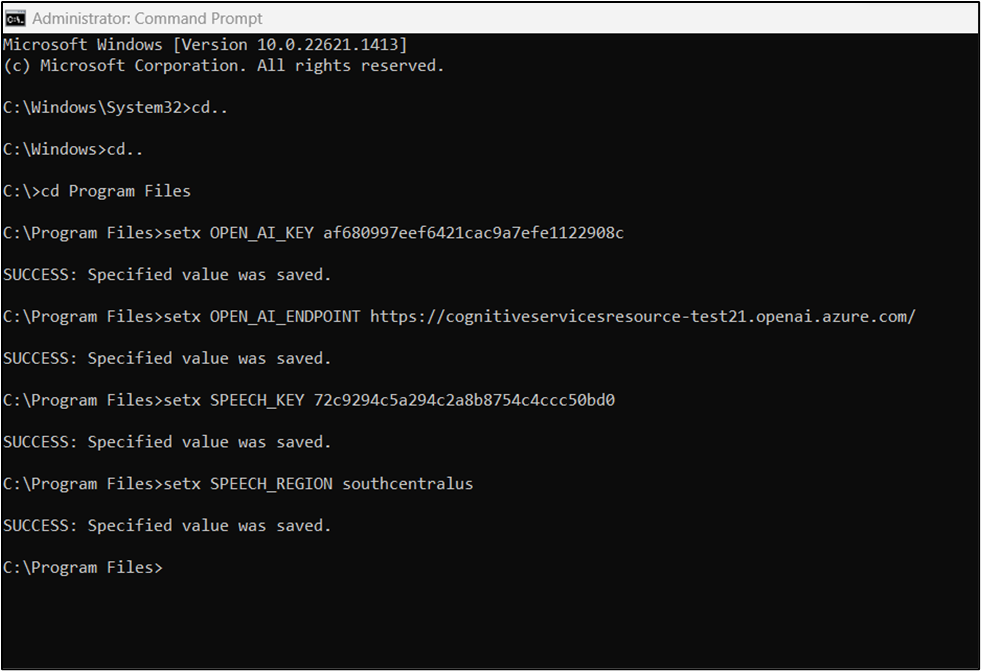 Administrator: Command Prompt
Microsoft Windows [Version 10.0.22621.1413]
(c) Microsoft Corporation. All rights reserved.
C:\Windows\System32>cd..
C:\Windows>cd..
C:\>cd Program Files
C:\Program Files>setx OPEN_AI_KEY af680997eef6421cac9a7efe1122908c
SUCCESS: Specified value was saved.
C:\Program Files>setx OPEN_AI_ENDPOINT https://cognitiveservicesresource-test21.openai.azure.com/
SUCCESS: Specified value was saved.
C:\Program Files>setx SPEECH_KEY 72c9294c5a294c2a8b8754c4ccc50bd0
SUCCESS: Specified value was saved.
C:\Program Files>setx SPEECH_REGION southcentralus
SUCCESS: Specified value was saved.
C:\Program Files>